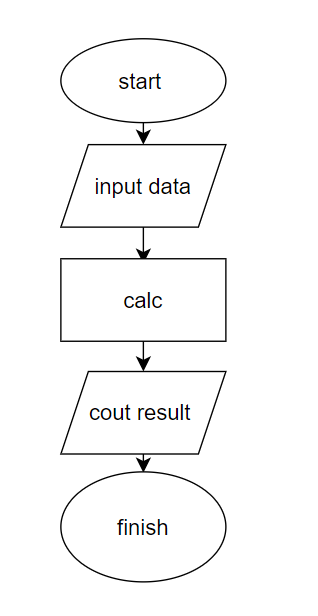 start
input data
calc
cout result
finish